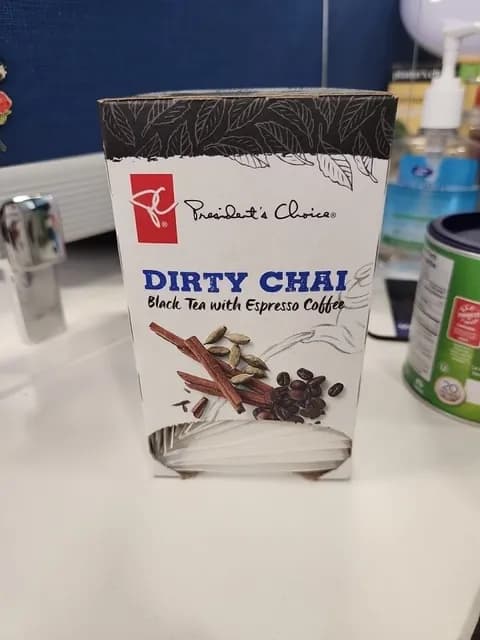 PC
President's Choice®
DIRTY CHAI
Black Tea with Espresso Coffee